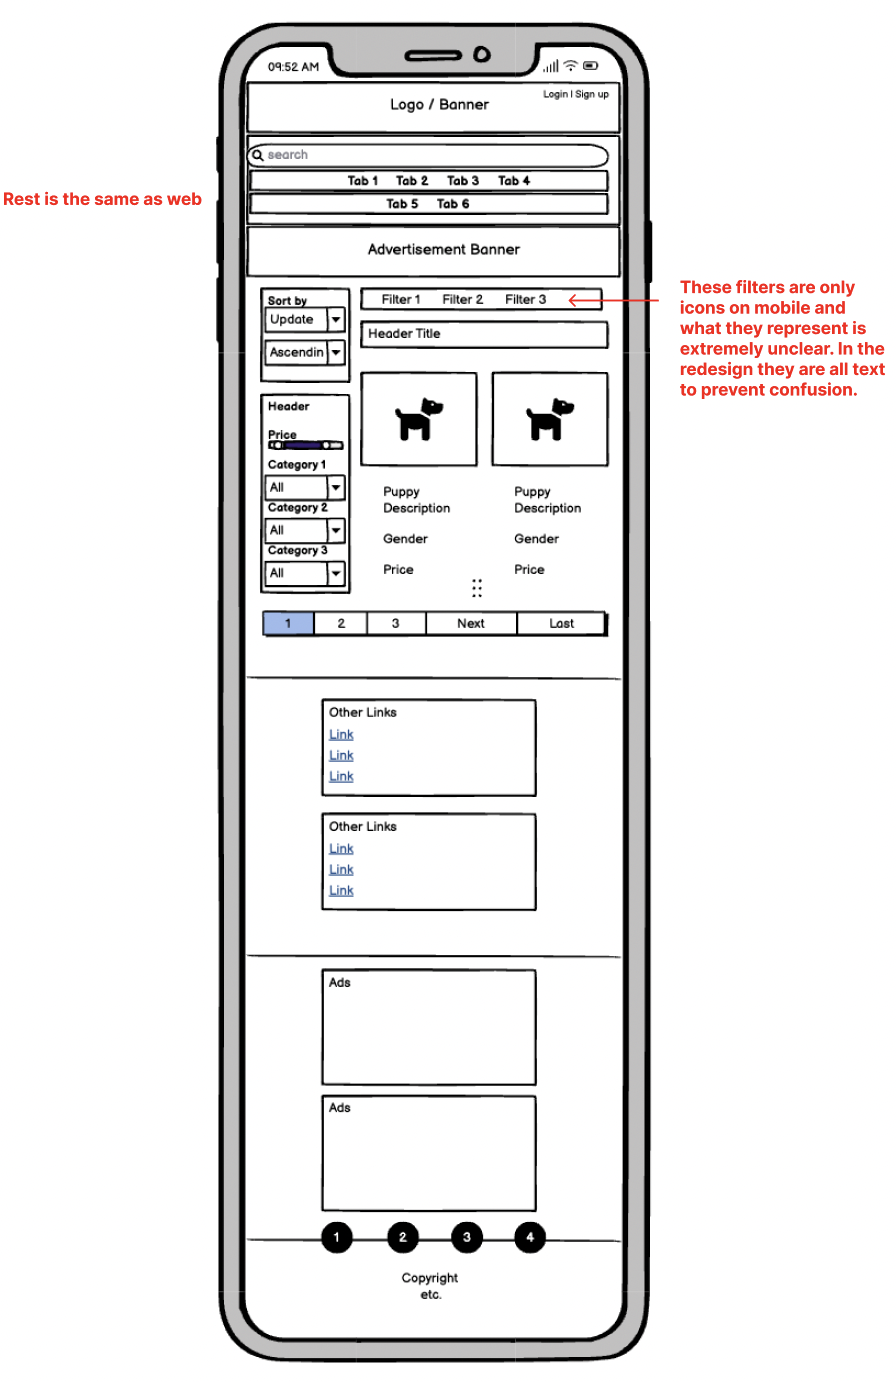 09:52 AM
Login | Sign up
Logo / Banner
search
Tab 1 Tab 2 Tab 3 Tab 4
Rest is the same as web
Tab 5 Tab 6
Advertisement Banner
Sort by
Update
Ascendin
Filter 1 Filter 2 Filter 3
These filters are only
icons on mobile and
what they represent is
extremely unclear. In the
redesign they are all text
to prevent confusion.
Header Title
Header
Price
Category 1
All
Category 2
All
Category 3
All
Puppy
Description
Gender
Price
Puppy
Description
Gender
Price
1 2 3 Next Last
Other Links
Link
Link
Link
Other Links
Link
Link
Link
Ads
Ads
1 2 3 4
Copyright
etc.